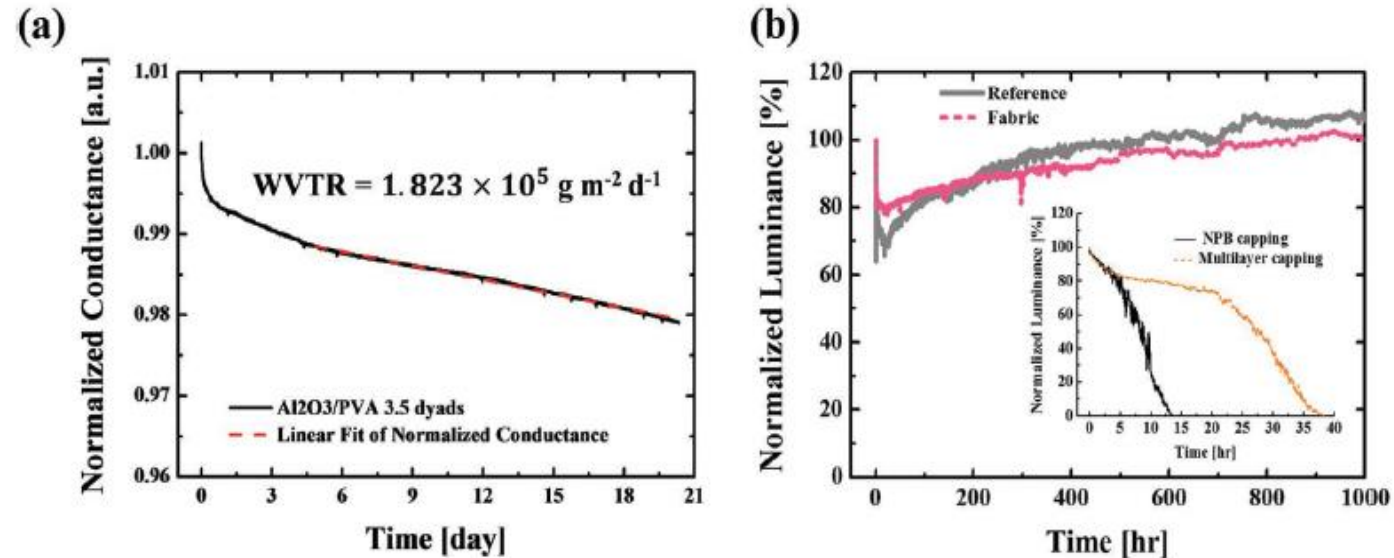 (a)
Normalized Conductance [a.u.]
1.01
1.00
0.99
0.98
0.97
0.96
WVTR = 1.823 × 10⁵ g m⁻² d⁻¹
Al2O3/PVA 3.5 dyads
Linear Fit of Normalized Conductance
0 3 6 9 12 15 18 21
Time [day]
(b)
Normalized Luminance [%]
120
100
80
60
40
20
0
Reference
Fabric
Normalized Luminance [%]
120
100
80
60
40
20
0
NPB capping
Multilayer capping
0 5 10 15 20 25 30 35 40
Time [hr]
0 200 400 600 800 1000
Time [hr]